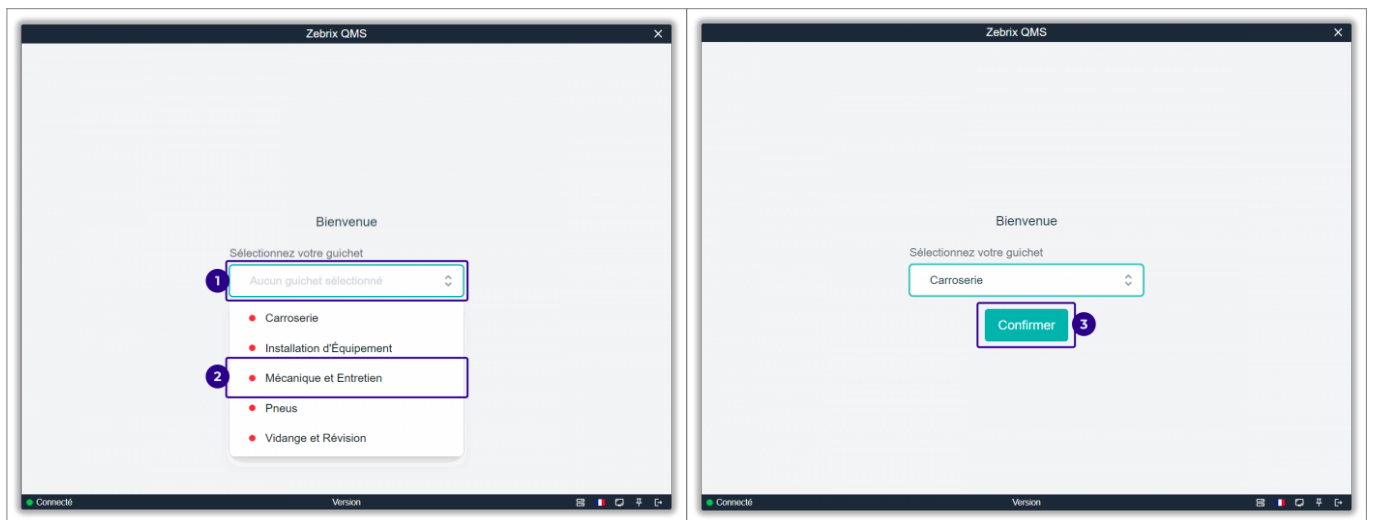 Zebrix QMS
Bienvenue
Sélectionnez votre guichet
1
Aucun guichet sélectionné
Carroserie
Installation d'Équipement
2
Mécanique et Entretien
Pneus
Vidange et Révision
Connecté
Version
Zebrix QMS
Bienvenue
Sélectionnez votre guichet
Carroserie
Confirmer
3
Connecté
Version